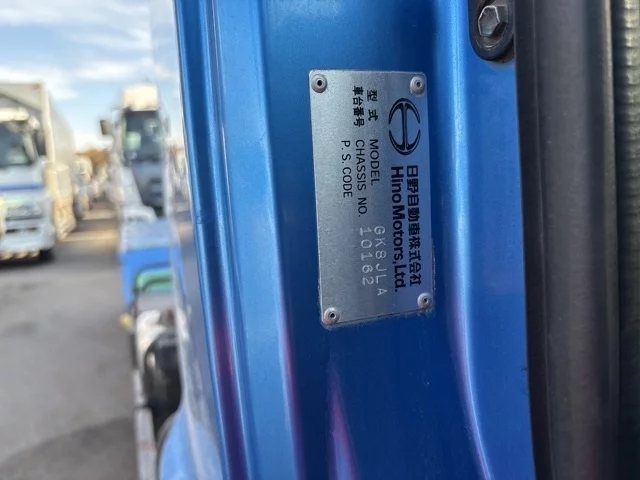 日野自動車株式会社
Hino Motors, Ltd.
型式 MODEL GK8JLA
車台番号 CHASSIS NO. 10162
P. S. CODE